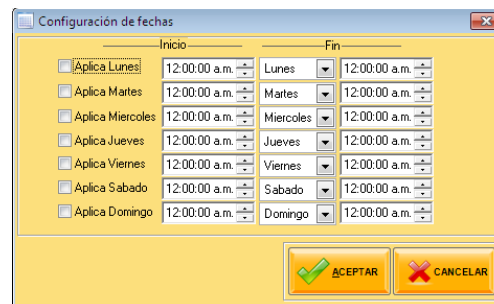 Configuración de fechas
Inicio Fin
Aplica Lunes 12:00:00 a.m. Lunes 12:00:00 a.m.
Aplica Martes 12:00:00 a.m. Martes 12:00:00 a.m.
Aplica Miercoles 12:00:00 a.m. Miercoles 12:00:00 a.m.
Aplica Jueves 12:00:00 a.m. Jueves 12:00:00 a.m.
Aplica Viernes 12:00:00 a.m. Viernes 12:00:00 a.m.
Aplica Sabado 12:00:00 a.m. Sabado 12:00:00 a.m.
Aplica Domingo 12:00:00 a.m. Domingo 12:00:00 a.m.
ACEPTAR CANCELAR